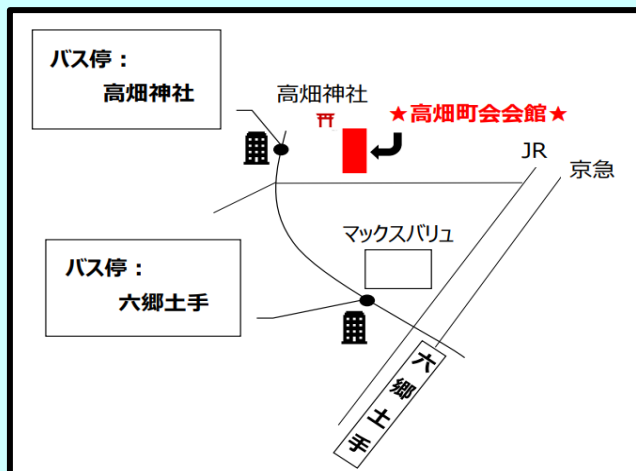 バス停：
高畑神社
高畑神社
★高畑町会会館★
JR
京急
マックスバリュ
バス停：
六郷土手
六郷土手